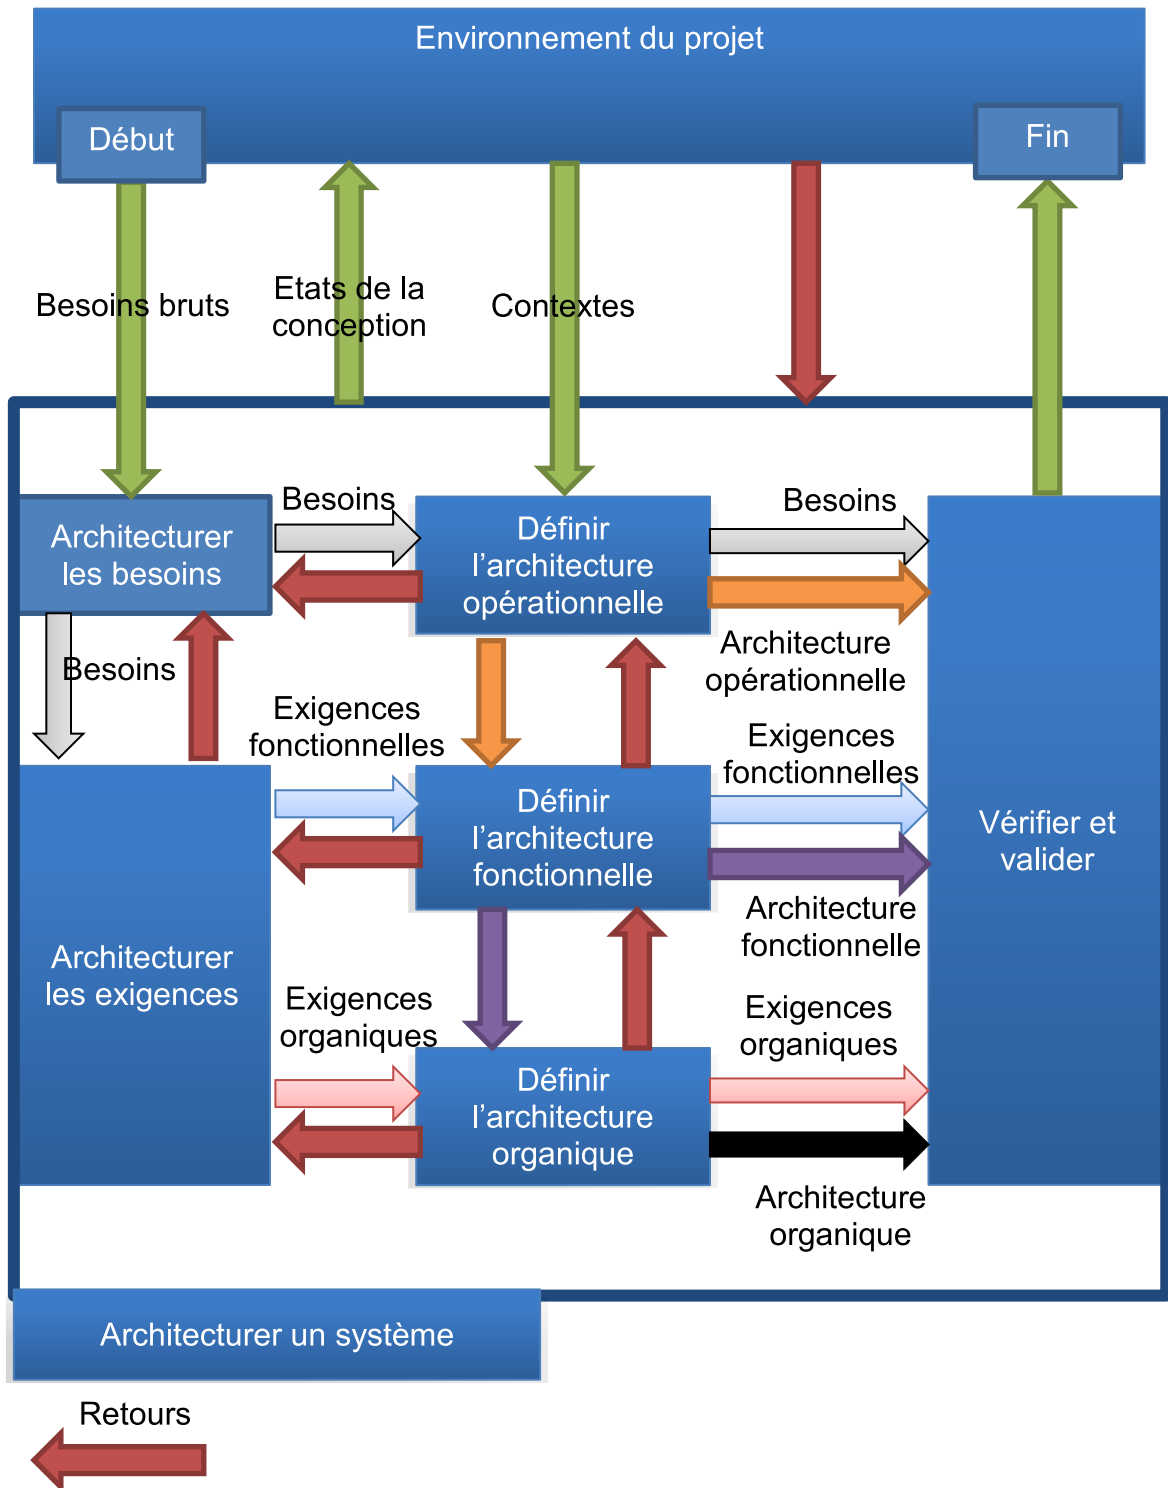 Environnement du projet
Début
Fin
Besoins bruts
Etats de la
conception
Contextes
Besoins
Besoins
Architecturer
les besoins
Définir
l’architecture
opérationnelle
Architecture
opérationnelle
Besoins
Exigences
fonctionnelles
Exigences
fonctionnelles
Définir
l’architecture
fonctionnelle
Vérifier et
valider
Architecture
fonctionnelle
Architecturer
les exigences
Exigences
organiques
Exigences
organiques
Définir
l’architecture
organique
Architecture
organique
Architecturer un système
Retours